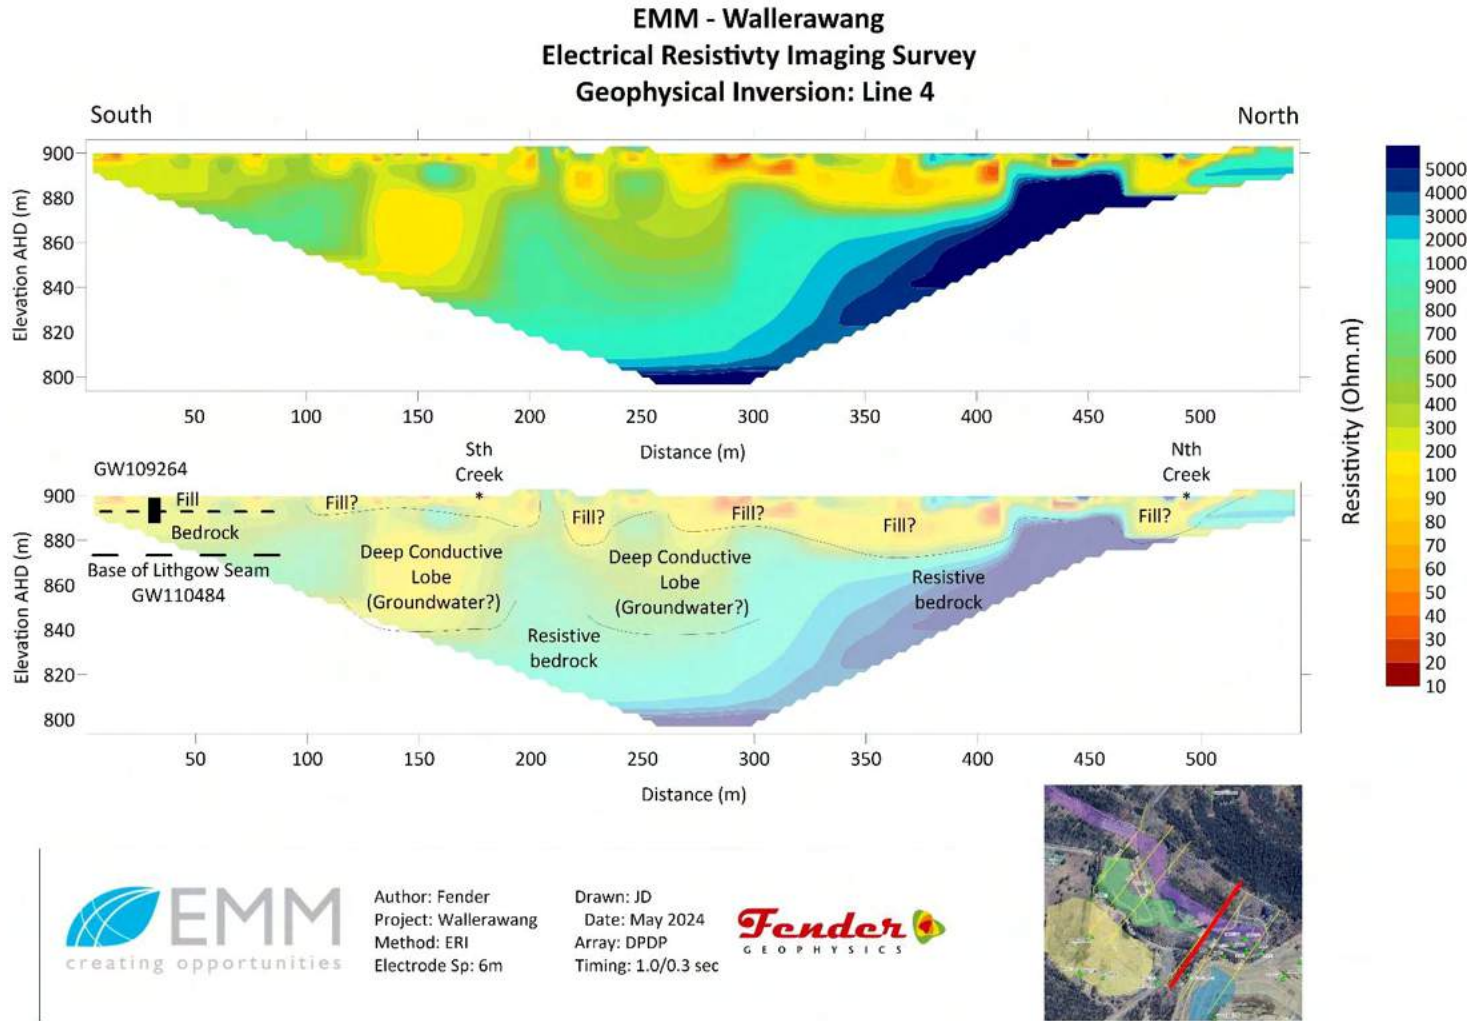 EMM - Wallerawang
Electrical Resistivty Imaging Survey
Geophysical Inversion: Line 4
South
North
Elevation AHD (m)
900
880
860
840
820
800
50
100
150
200
250
300
350
400
450
500
Distance (m)
Resistivity (Ohm.m)
5000
4000
3000
2000
1000
900
800
700
600
500
400
300
200
100
90
80
70
60
50
40
30
20
10
Sth
Creek
*
Nth
Creek
*
GW109264
Fill
Bedrock
Base of Lithgow Seam
GW110484
Fill?
Fill?
Fill?
Fill?
Fill?
Deep Conductive
Lobe
(Groundwater?)
Deep Conductive
Lobe
(Groundwater?)
Resistive
bedrock
Resistive
bedrock
Elevation AHD (m)
900
880
860
840
820
800
50
100
150
200
250
300
350
400
450
500
Distance (m)
EMM
creating opportunities
Author: Fender
Project: Wallerawang
Method: ERI
Electrode Sp: 6m
Drawn: JD
Date: May 2024
Array: DPDP
Timing: 1.0/0.3 sec
Fender
GEOPHYSICS